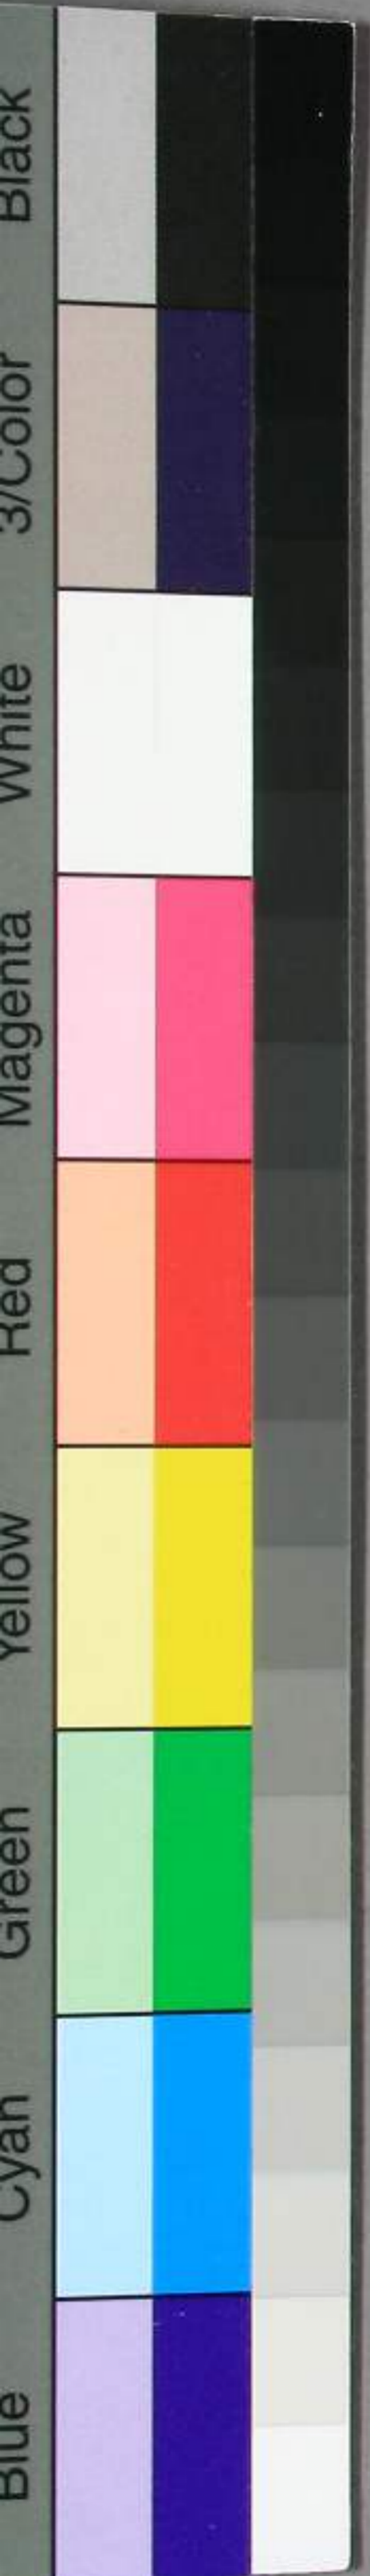 Blue
Cyan
Green
Yellow
Red
Magenta
White
3/Color
Black